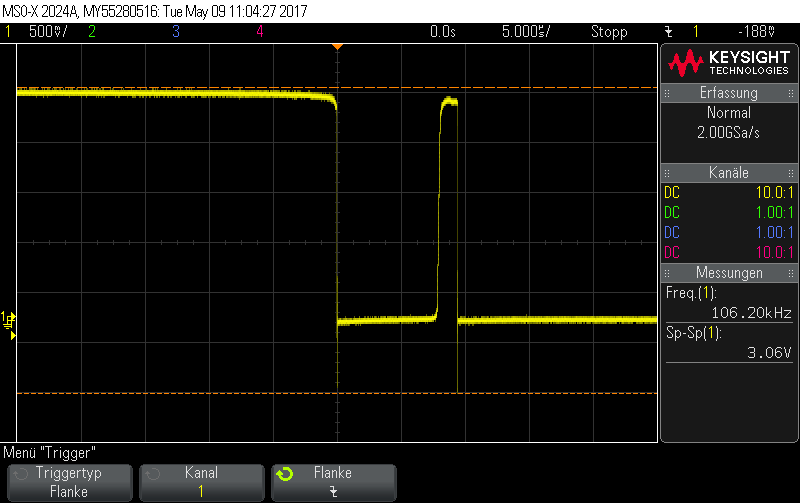 MSO-X 2024A, MY55280516: Tue May 09 11:04:27 2017
1 500ᵐⱽ/ 2 3 4 0.0s 5.000ˢ/ Stopp 1 -188ᵐⱽ
KEYSIGHT
TECHNOLOGIES
Erfassung
Normal
2.00GSa/s
Kanäle
DC 10.0:1
DC 1.00:1
DC 1.00:1
DC 10.0:1
Messungen
Freq.(1):
106.20kHz
Sp-Sp(1):
3.06V
1
Menü "Trigger"
Triggertyp
Flanke
Kanal
1
Flanke